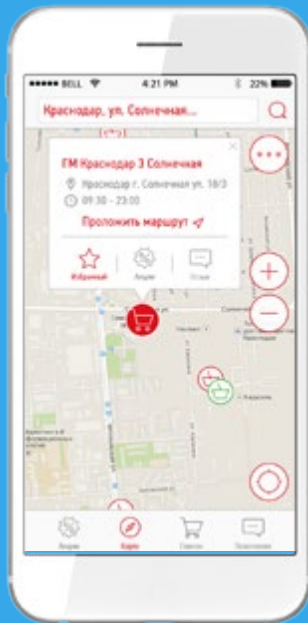 BELL 4:21 PM 22%
Краснодар, ул. Солнечная...
ГМ Краснодар 3 Солнечная
Краснодар г. Солнечная ул. 18/3
09:30 - 23:00
Проложить маршрут
Избранный Акции Отзыв
Акции Карта Список